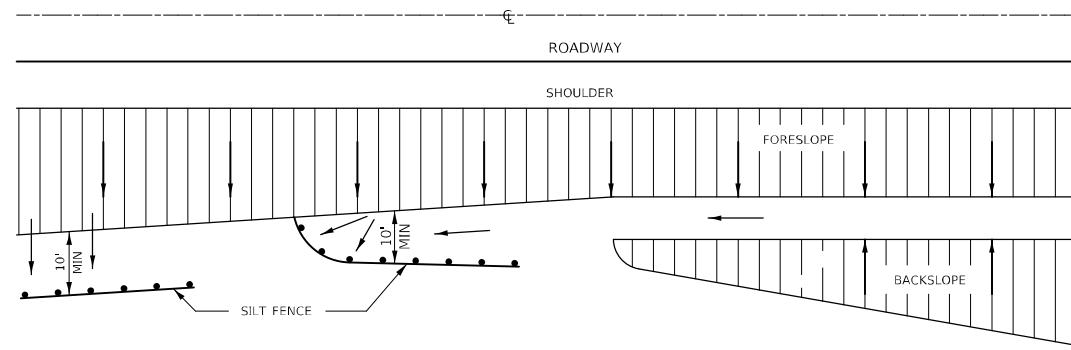 ℄
ROADWAY
SHOULDER
FORESLOPE
10'
MIN
10'
MIN
BACKSLOPE
SILT FENCE